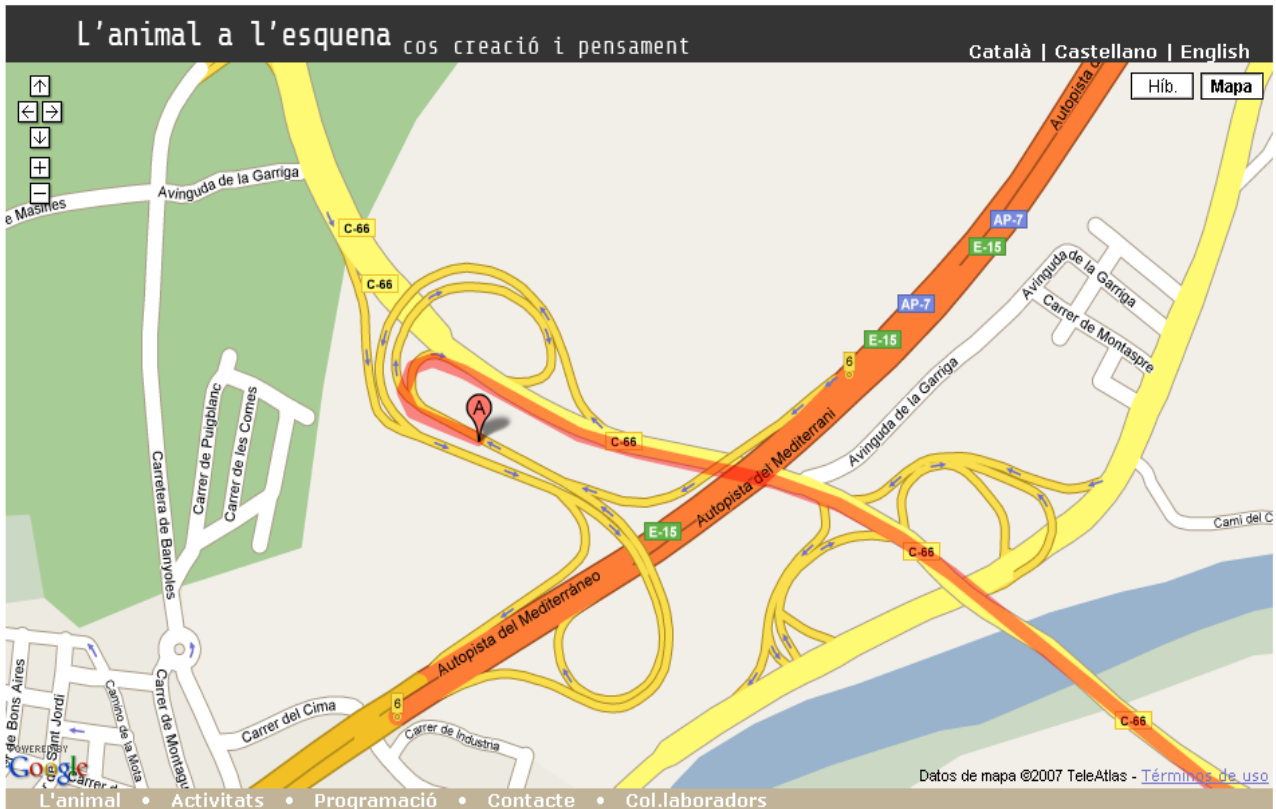 L'animal a l'esquena cos creació i pensament
Català | Castellano | English
Híb.
Mapa
Autopista d
AP-7
E-15
e Masines
Avinguda de la Garriga
C-66
C-66
Avinguda de la Garriga
Carrer de Montaspre
AP-7
E-15
6
Avinguda de la Garriga
Carrer de Puigblanc
Carrer de les Comes
A
C-66
Autopista del Mediterrani
Carretera de Banyoles
E-15
C-66
Camí del C
Autopista del Mediterráneo
6
Carrer del Cima
Carrer de Industria
Carrer de Montagu
Camino de la Mota
de Sant Jordi
er de Bons Aires
C-66
POWERED BY
Google
Carrer d
Datos de mapa ©2007 TeleAtlas - Términos de uso
L'animal • Activitats • Programació • Contacte • Col.laboradors